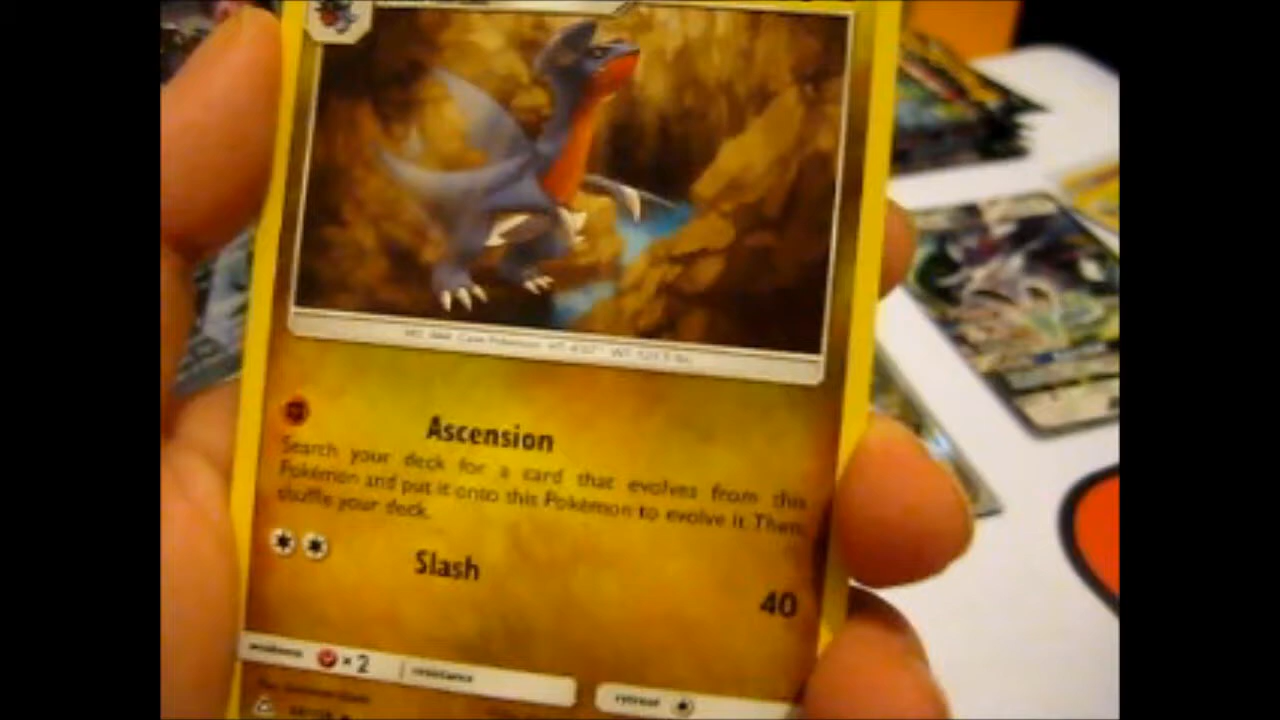 Ascension
Search your deck for a card that evolves from this
Pokémon and put it onto this Pokémon to evolve it. Then,
shuffle your deck.
Slash
40
weakness ×2 resistance retreat